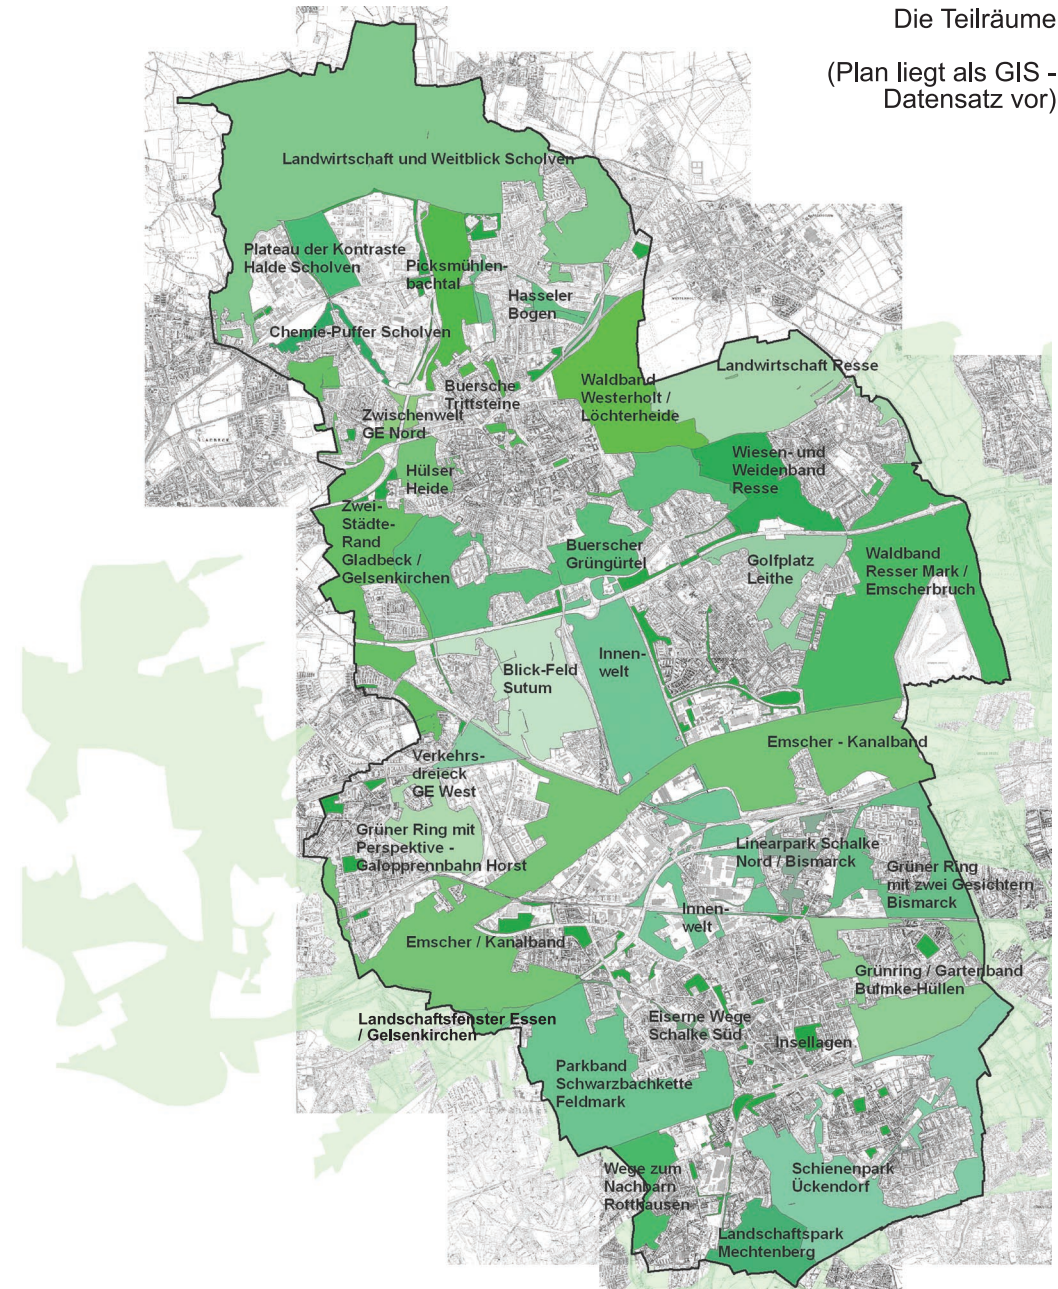 Die Teilräume
(Plan liegt als GIS -
Datensatz vor)
Landwirtschaft und Weitblick Scholven
Plateau der Kontraste
Halde Scholven
Picksmühlen-
bachtal
Hasseler
Bogen
Chemie-Puffer Scholven
Landwirtschaft Resse
Buersche
Trittsteine
Waldband
Westerholt /
Löchterheide
Zwischenwelt
GE Nord
Wiesen- und
Weidenband
Resse
Hülser
Heide
Zwei-
Städte-
Rand
Gladbeck /
Gelsenkirchen
Buerscher
Grüngürtel
Golfplatz
Leithe
Waldband
Resser Mark /
Emscherbruch
Innen-
welt
Blick-Feld
Sutum
Emscher - Kanalband
Verkehrs-
dreieck
GE West
Grüner Ring mit
Perspektive -
Galopprennbahn Horst
Linearpark Schalke
Nord / Bismarck
Grüner Ring
mit zwei Gesichtern
Bismarck
Innen-
welt
Emscher / Kanalband
Grünring / Gartenband
Bulmke-Hüllen
Landschaftsfenster Essen
/ Gelsenkirchen
Eiserne Wege
Schalke Süd
Insellagen
Parkband
Schwarzbachkette
Feldmark
Wege zum
Nachbarn
Rotthausen
Schienenpark
Ückendorf
Landschaftspark
Mechtenberg